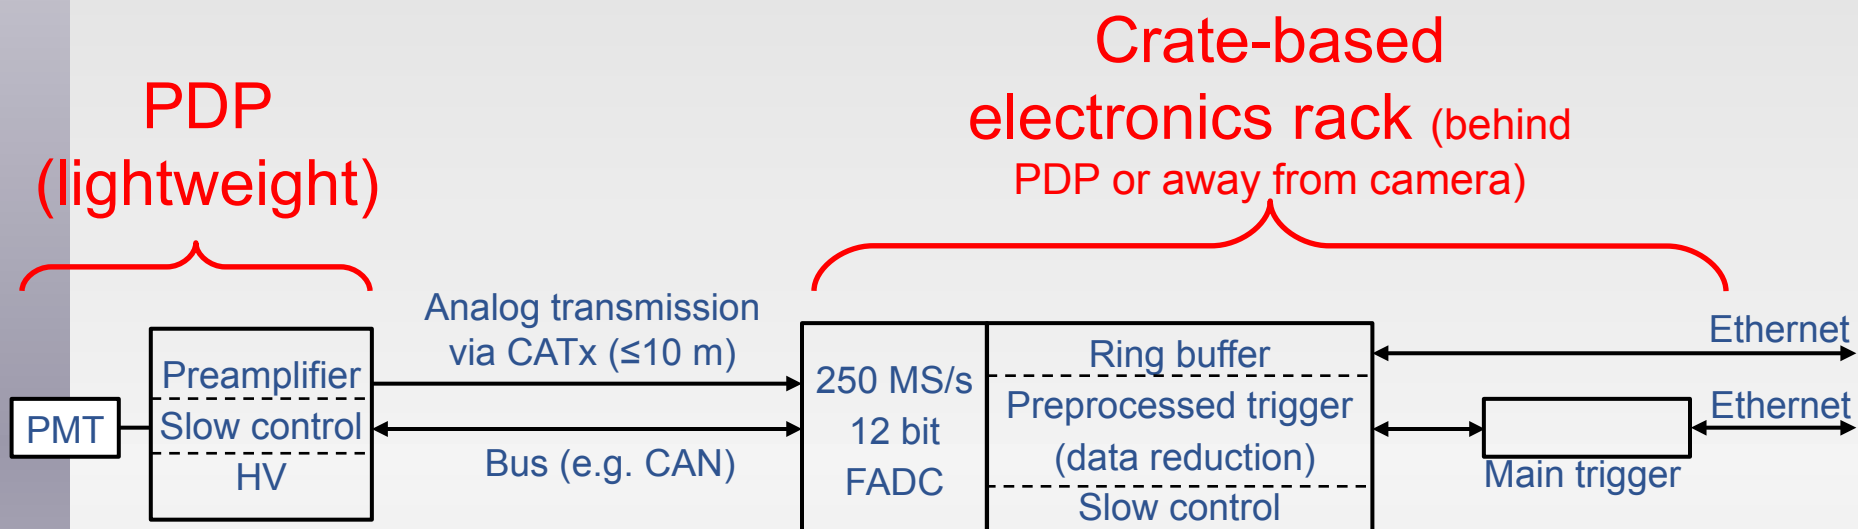 PDP
(lightweight)
Crate-based
electronics rack (behind
PDP or away from camera)
Analog transmission
via CATx (≤10 m)
Bus (e.g. CAN)
PMT
Preamplifier
Slow control
HV
250 MS/s
12 bit
FADC
Ring buffer
Preprocessed trigger
(data reduction)
Slow control
Main trigger
Ethernet
Ethernet